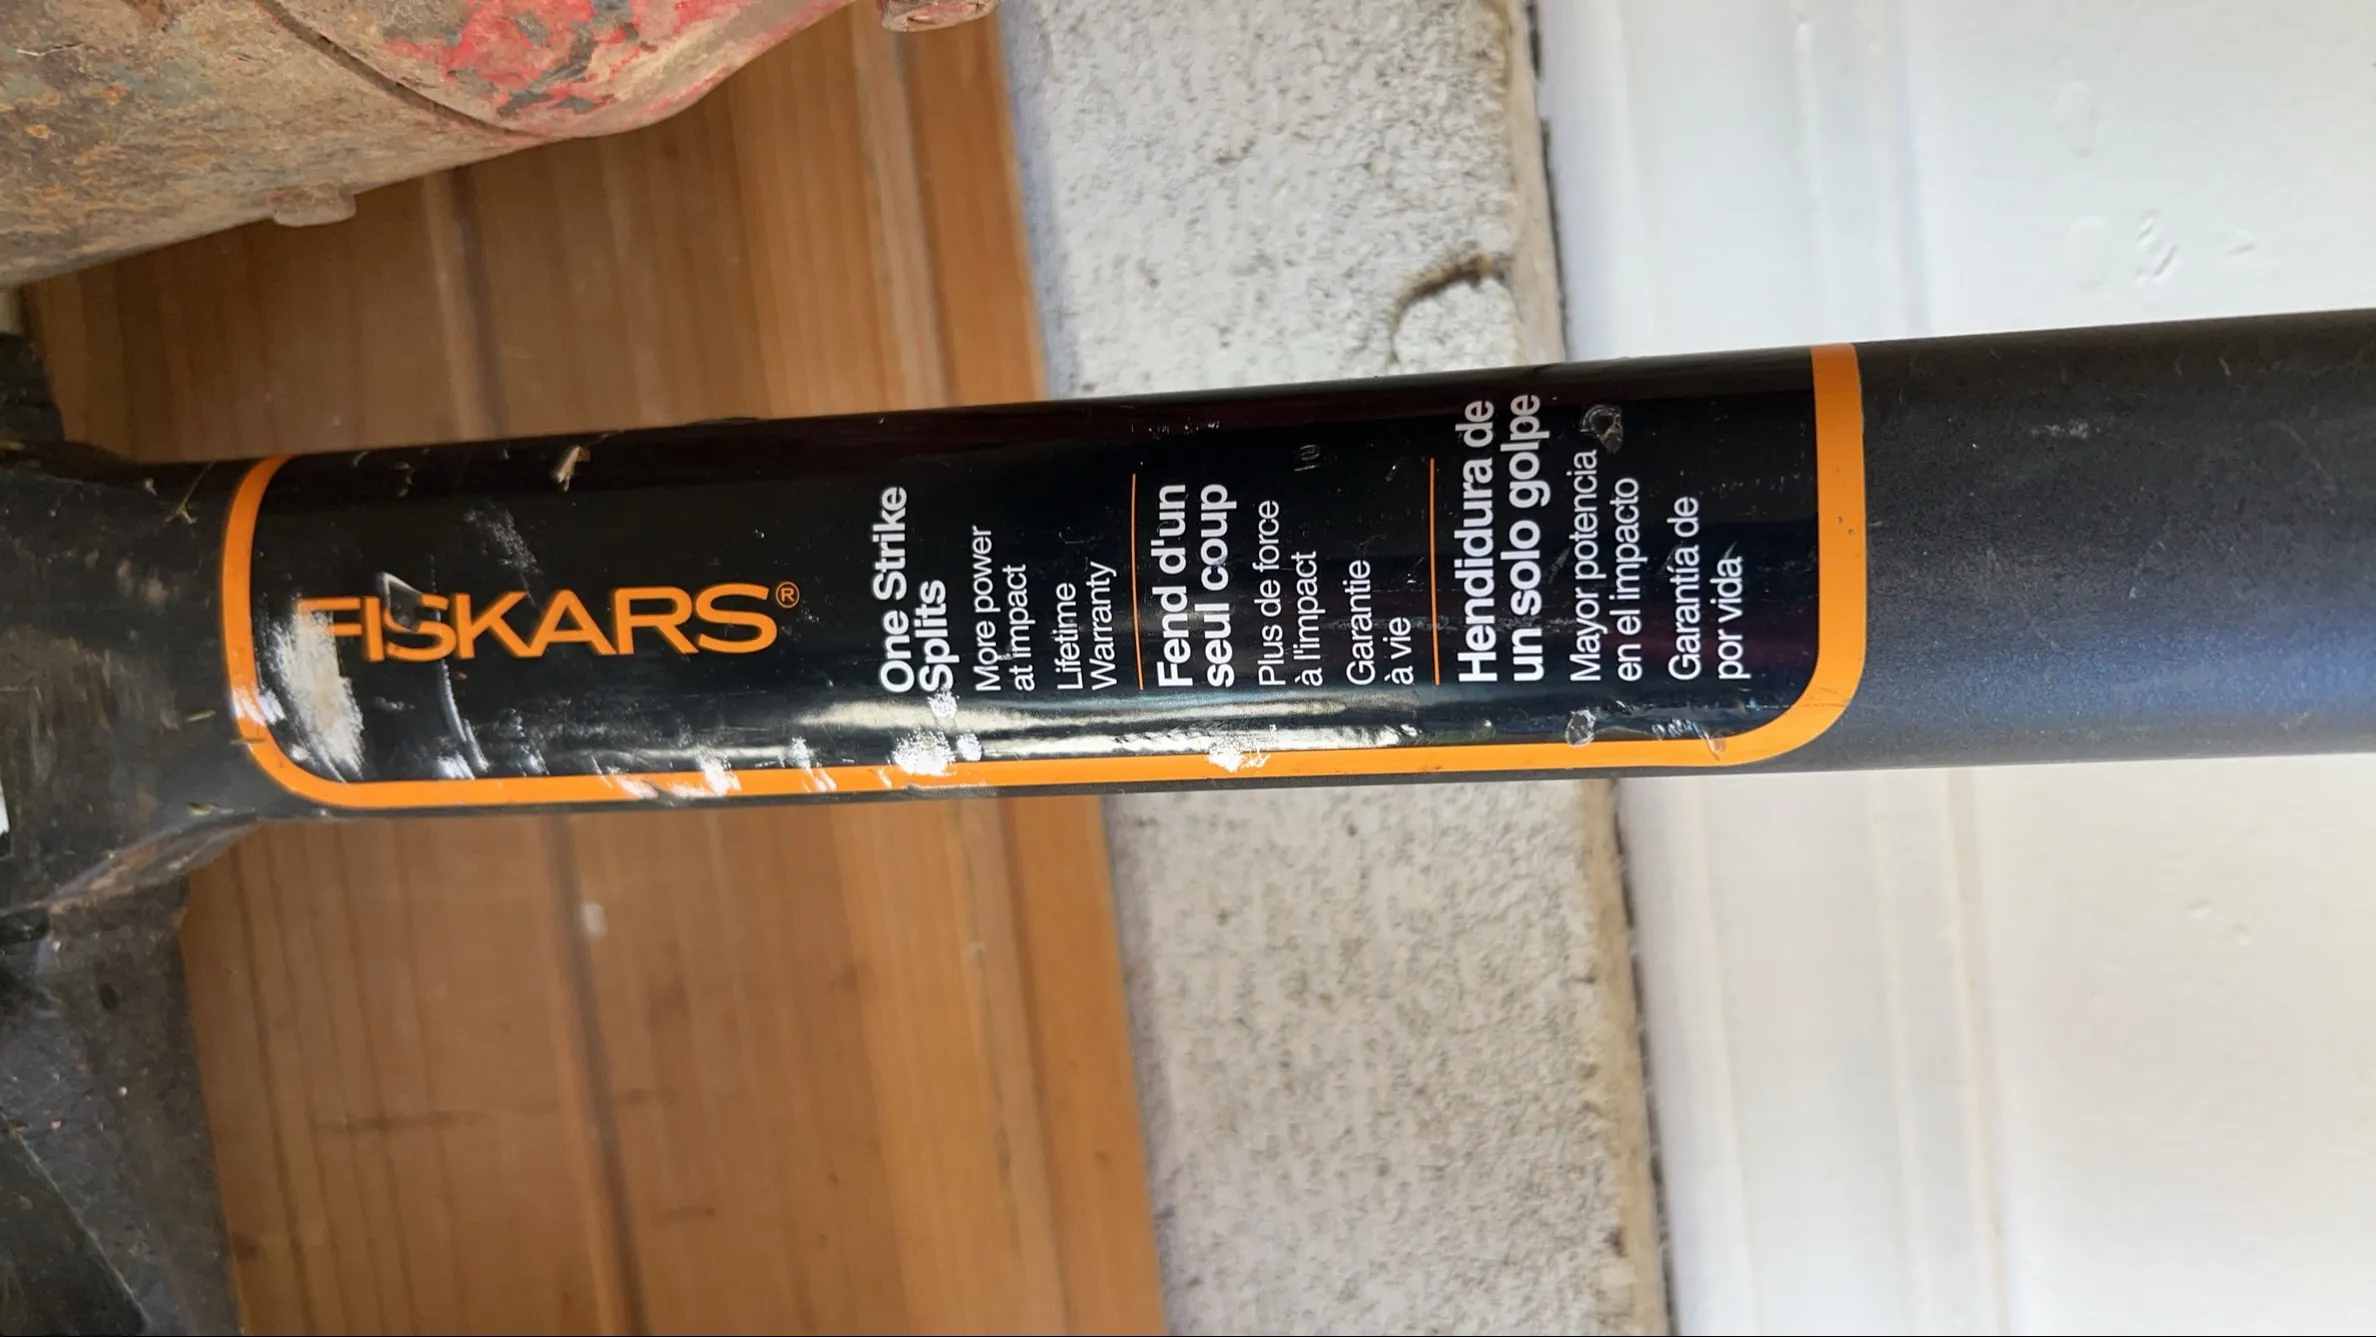 FISKARS®
One Strike
Splits
More power
at impact
Lifetime
Warranty
Fend d'un
seul coup
Plus de force
à l'impact
Garantie
à vie
Hendidura de
un solo golpe
Mayor potencia
en el impacto
Garantía de
por vida